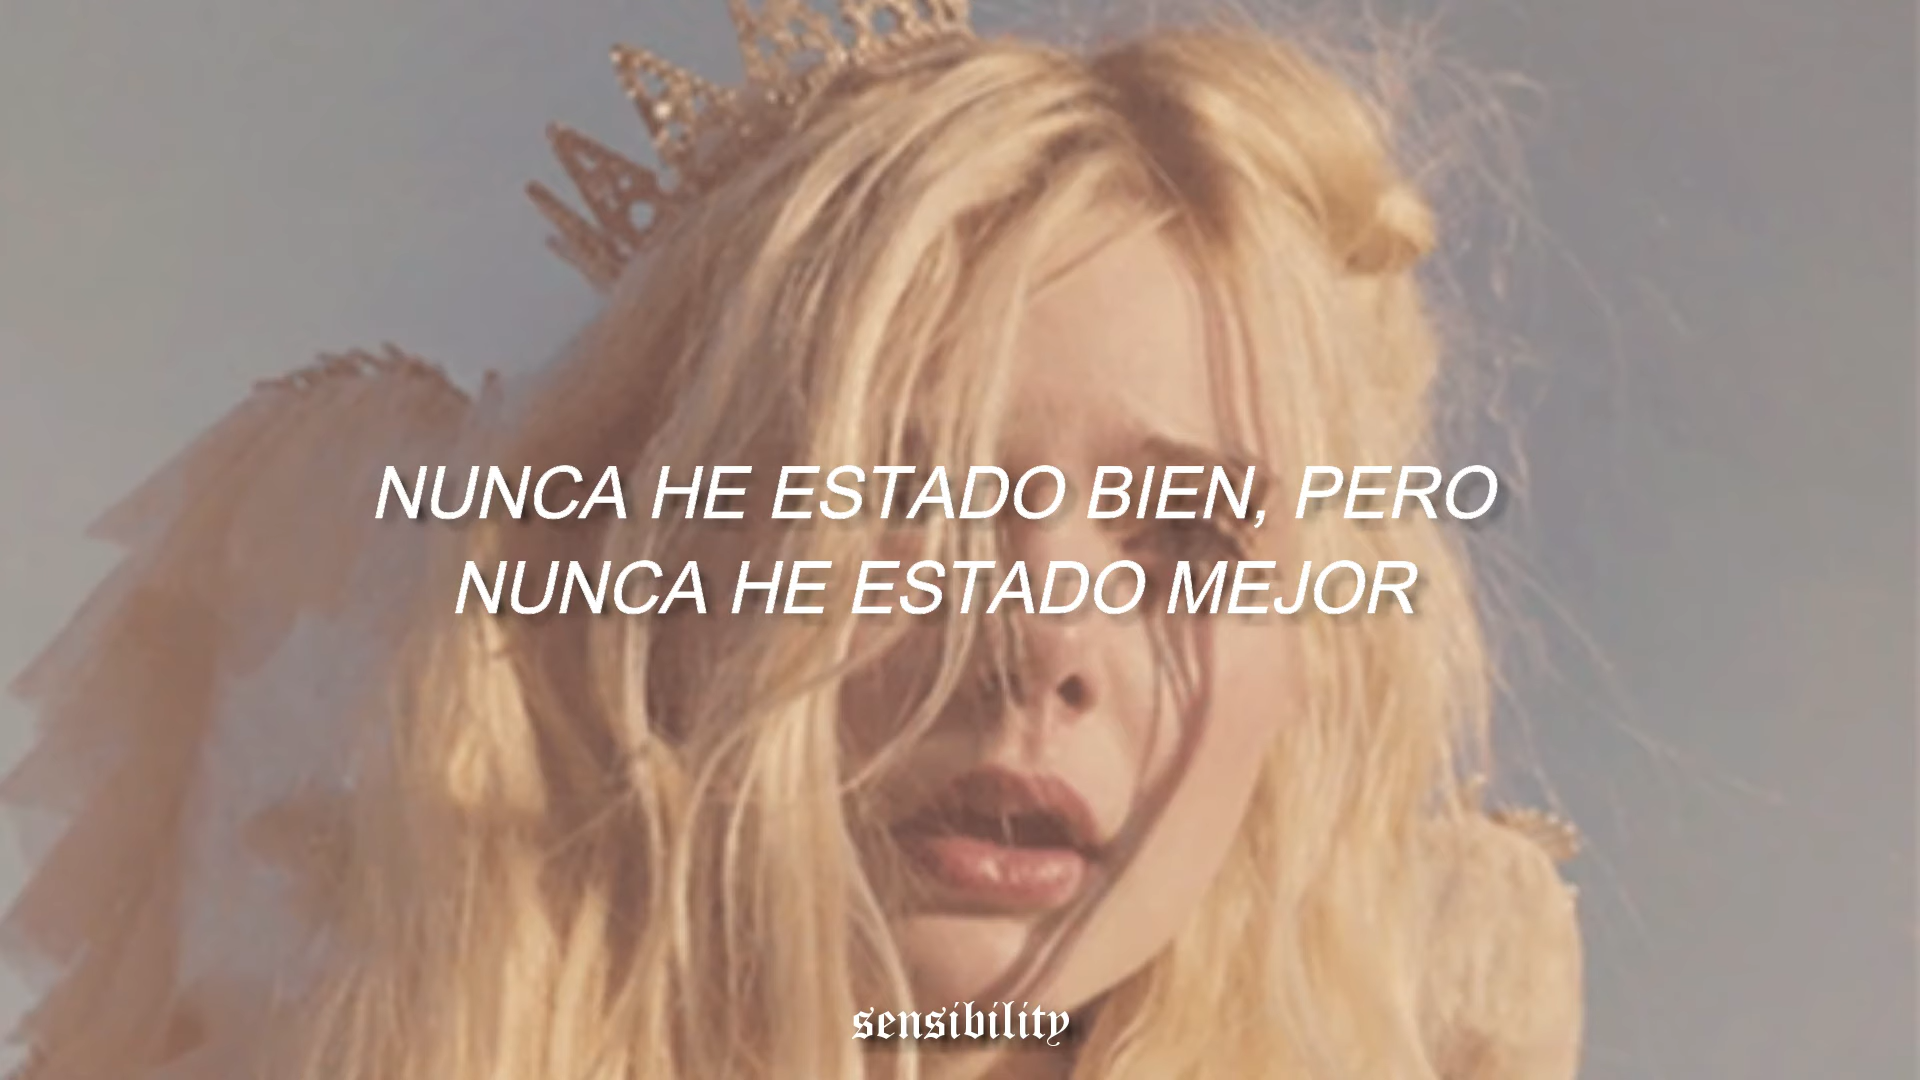 NUNCA HE ESTADO BIEN, PERO
NUNCA HE ESTADO MEJOR
sensibility